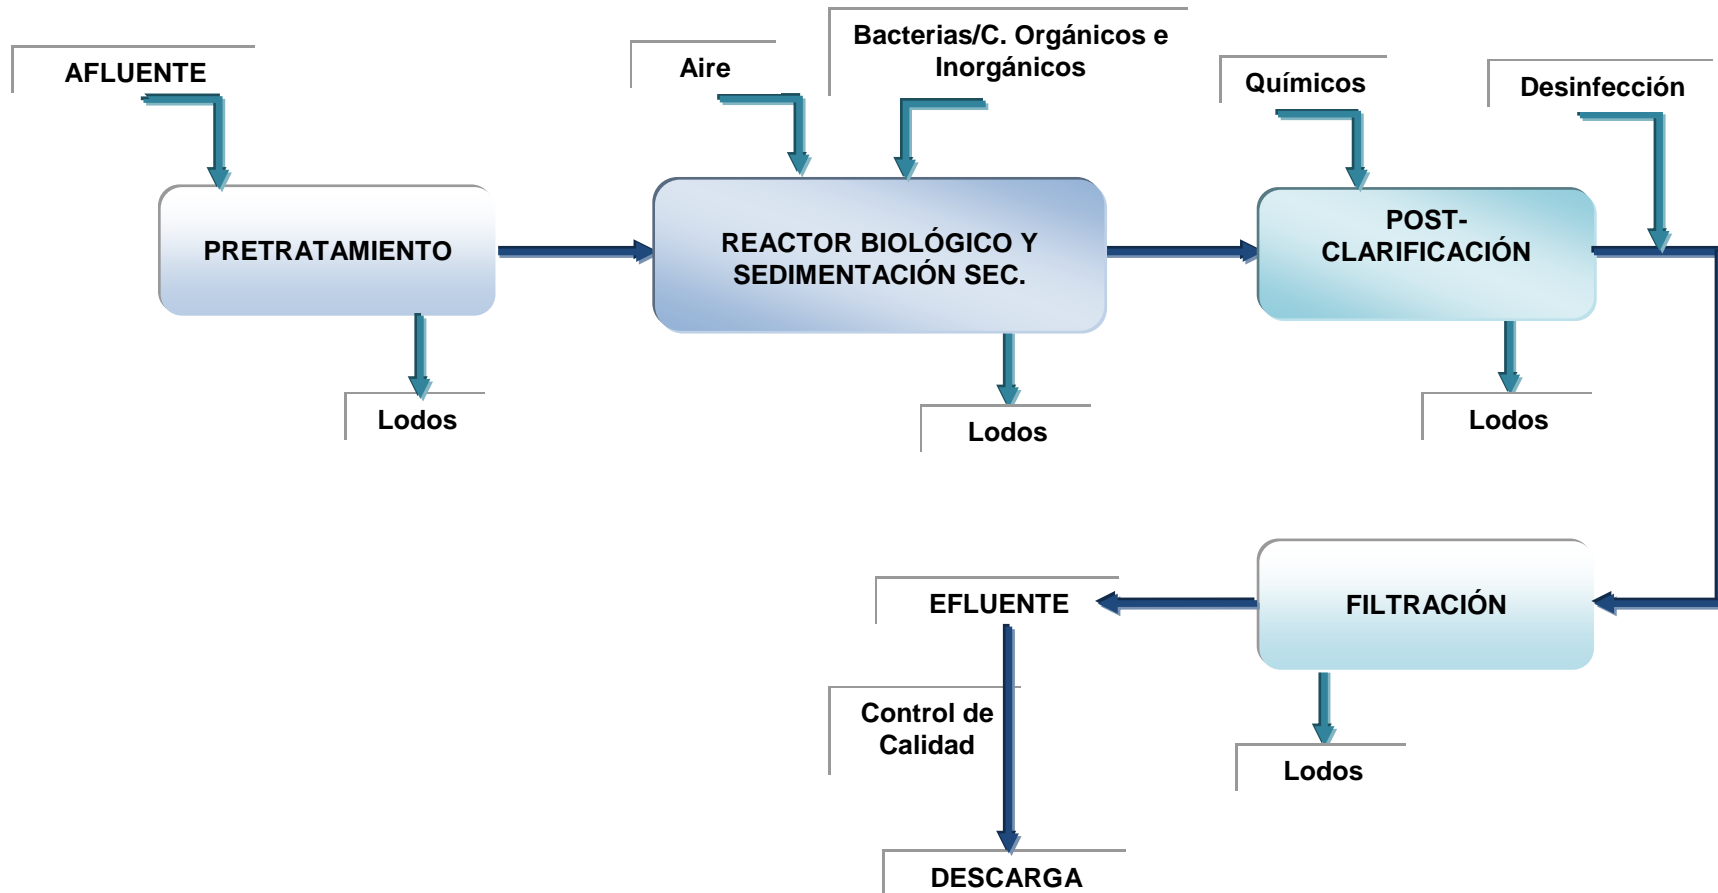 AFLUENTE
Aire
Bacterias/C. Orgánicos e
Inorgánicos
Químicos
Desinfección
PRETRATAMIENTO
REACTOR BIOLÓGICO Y
SEDIMENTACIÓN SEC.
POST-
CLARIFICACIÓN
Lodos
Lodos
Lodos
EFLUENTE
FILTRACIÓN
Control de
Calidad
Lodos
DESCARGA